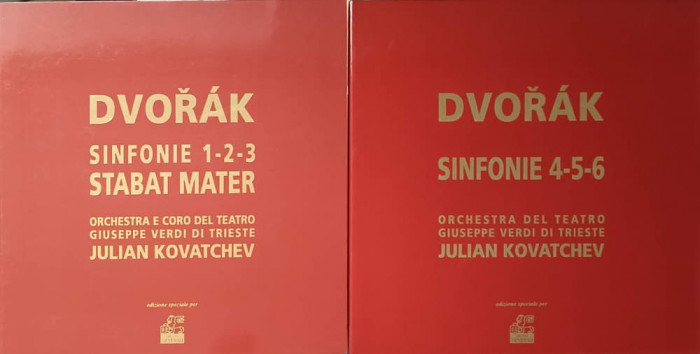 DVOŘÁK
SINFONIE 1-2-3
STABAT MATER
ORCHESTRA E CORO DEL TEATRO
GIUSEPPE VERDI DI TRIESTE
JULIAN KOVATCHEV
edizione speciale per
DVOŘÁK
SINFONIE 4-5-6
ORCHESTRA DEL TEATRO
GIUSEPPE VERDI DI TRIESTE
JULIAN KOVATCHEV
edizione speciale per